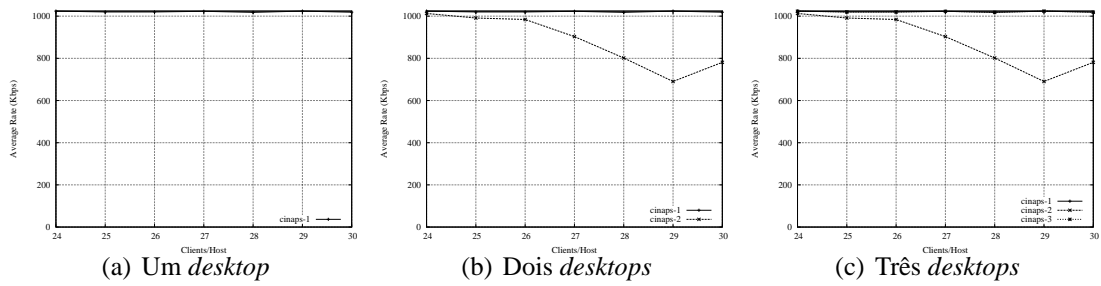 1000
800
600
400
200
0
Average Rate (Kbps)
24 25 26 27 28 29 30
Clients/Host
cinaps-1
(a) Um desktop
1000
800
600
400
200
0
Average Rate (Kbps)
24 25 26 27 28 29 30
Clients/Host
cinaps-1
cinaps-2
(b) Dois desktops
1000
800
600
400
200
0
Average Rate (Kbps)
24 25 26 27 28 29 30
Clients/Host
cinaps-1
cinaps-2
cinaps-3
(c) Três desktops